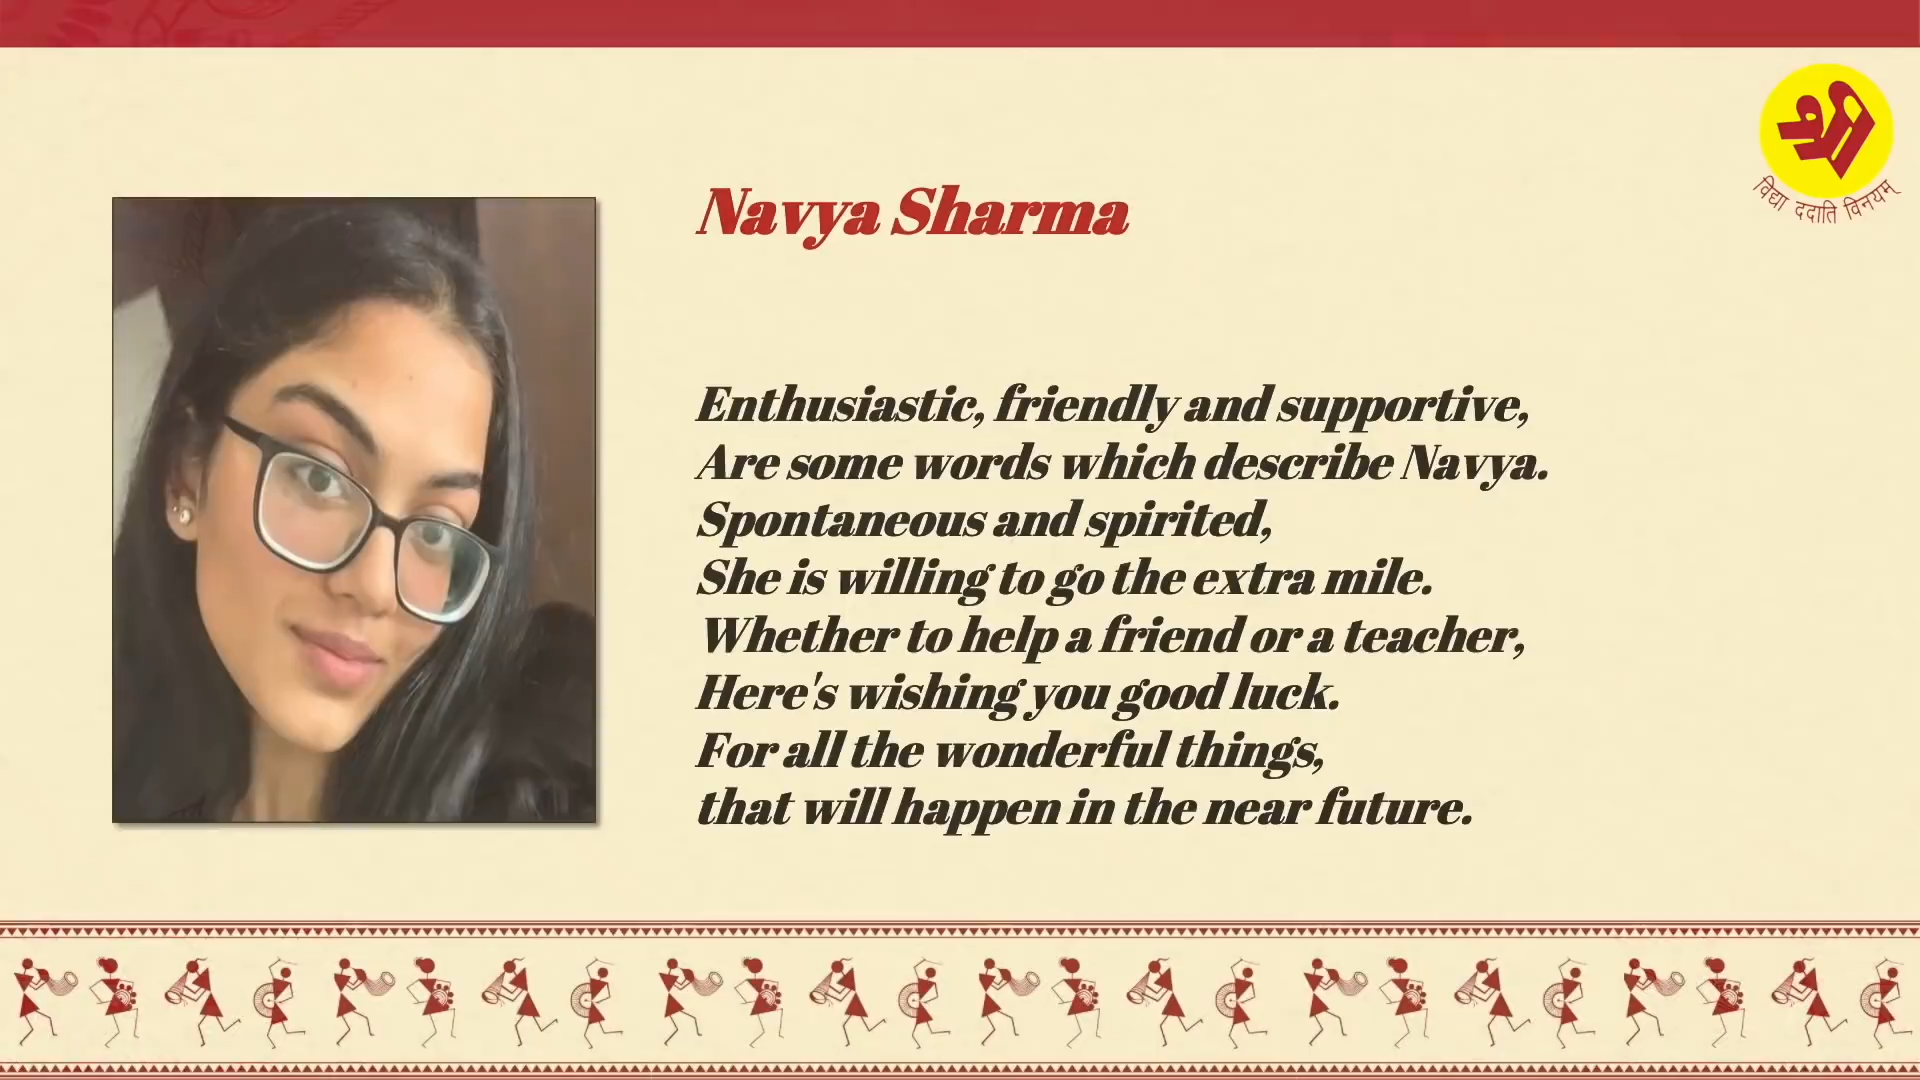 Navya Sharma
श्री
विद्या ददाति विनयम्
Enthusiastic, friendly and supportive,
Are some words which describe Navya.
Spontaneous and spirited,
She is willing to go the extra mile.
Whether to help a friend or a teacher,
Here's wishing you good luck.
For all the wonderful things,
that will happen in the near future.